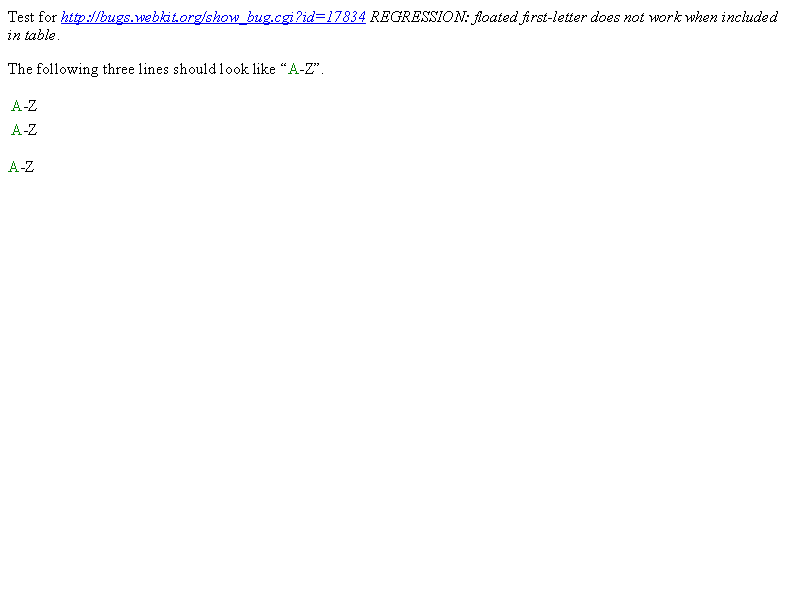 Test for http://bugs.webkit.org/show_bug.cgi?id=17834 REGRESSION: floated first-letter does not work when included
in table.
The following three lines should look like “A-Z”.
A-Z
A-Z
A-Z